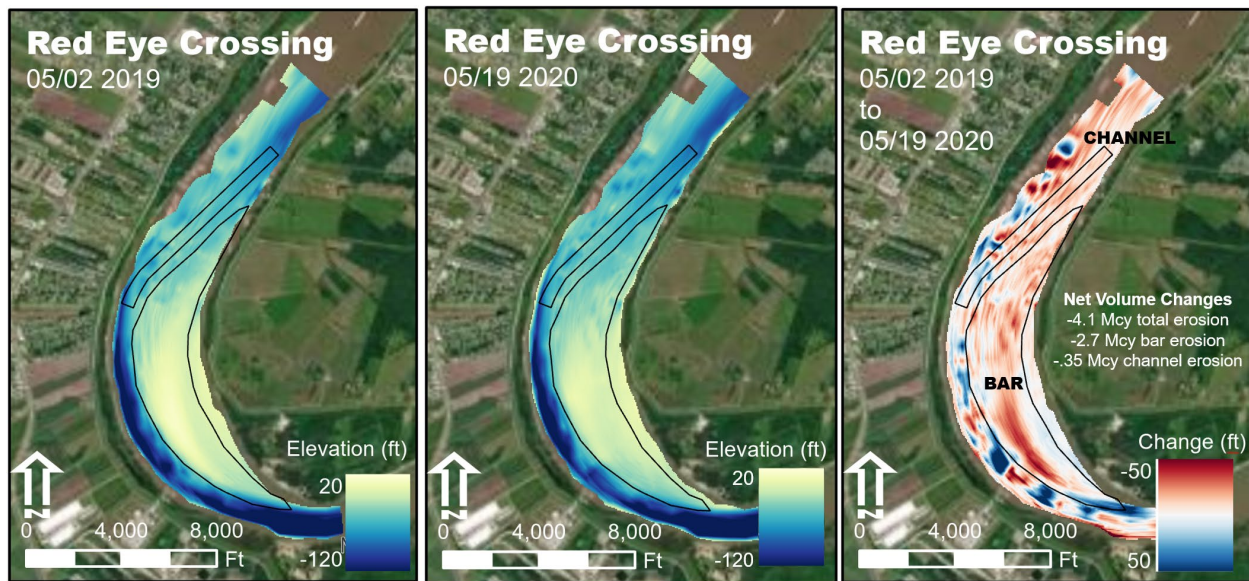 Red Eye Crossing
05/02 2019
Elevation (ft)
20
-120
N
0 4,000 8,000
Ft
Red Eye Crossing
05/19 2020
Elevation (ft)
20
-120
N
0 4,000 8,000
Ft
Red Eye Crossing
05/02 2019
to
05/19 2020
CHANNEL
Net Volume Changes
-4.1 Mcy total erosion
-2.7 Mcy bar erosion
-.35 Mcy channel erosion
BAR
Change (ft)
-50
50
N
0 4,000 8,000
Ft